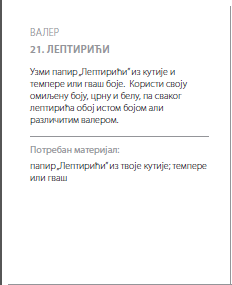 ВАЛЕР
21. ЛЕПТИРИЋИ
Узми папир „Лептирићи“ из кутије и
темпере или гваш боје.  Користи своју
омиљену боју, црну и белу, па сваког
лептирића обој истом бојом али
различитим валером.
Потребан материјал:
папир „Лептирићи“ из твоје кутије; темпере
или гваш